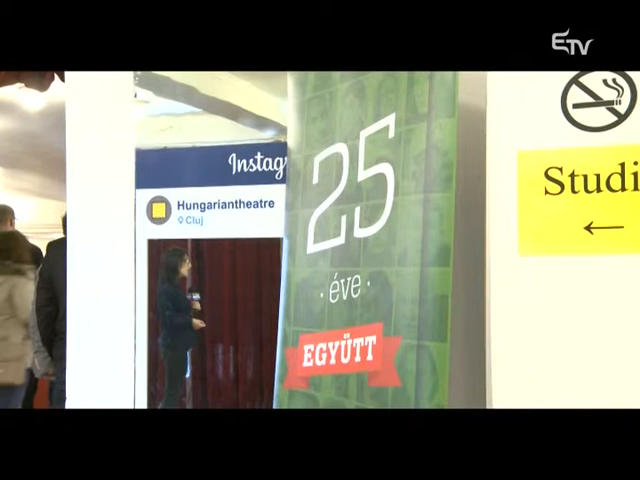 ETV
Instag
Hungariantheatre
Cluj
25
· éve ·
EGYÜTT
Studi
←